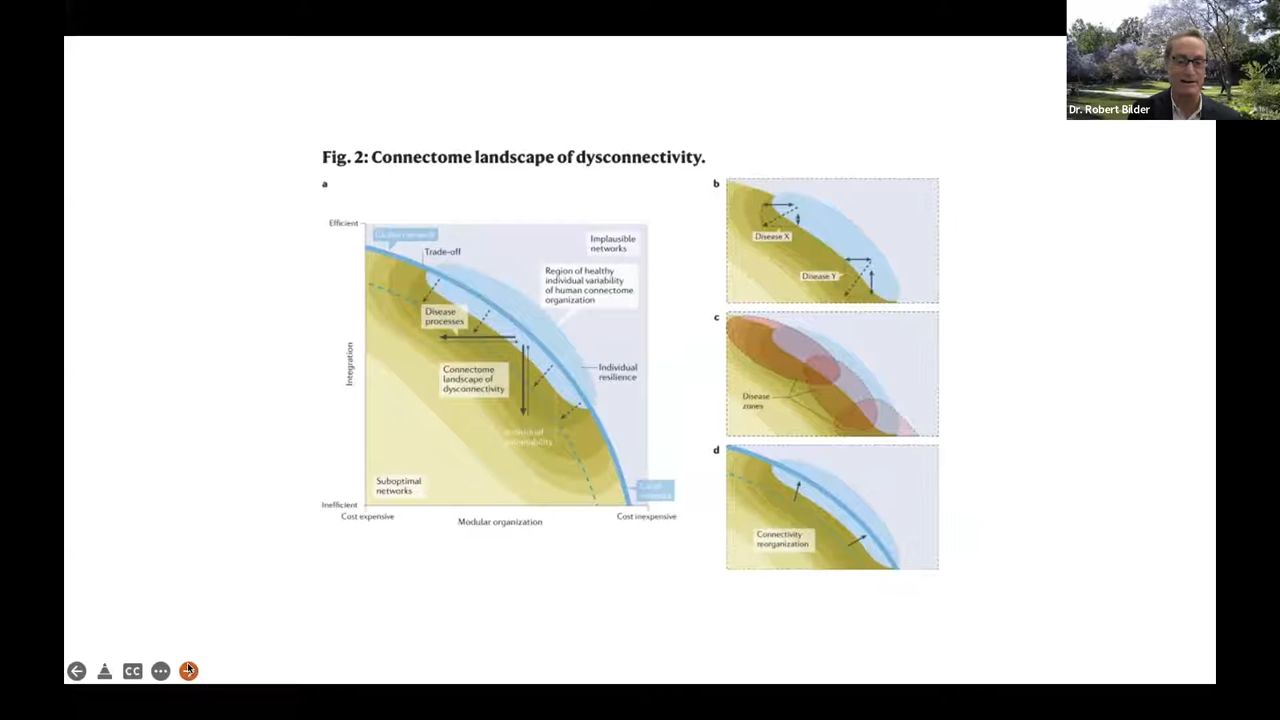 Dr. Robert Bilder
Fig. 2: Connectome landscape of dysconnectivity.
a
Efficient
Trade-off
Implausible
networks
Region of healthy
individual variability
of human connectome
organization
Disease
processes
Integration
Connectome
landscape of
dysconnectivity
Individual
resilience
Individual
vulnerability
Suboptimal
networks
Inefficient
Cost expensive
Modular organization
Cost inexpensive
b
Disease X
Disease Y
c
Disease
zones
d
Connectivity
reorganization
CC